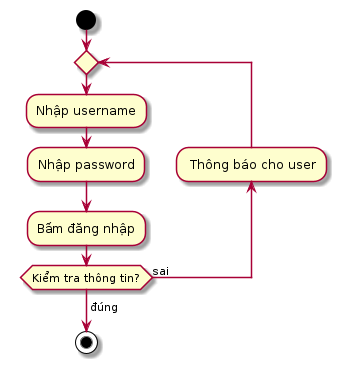 Nhập username
Nhập password
Thông báo cho user
Bấm đăng nhập
Kiểm tra thông tin?
sai
đúng